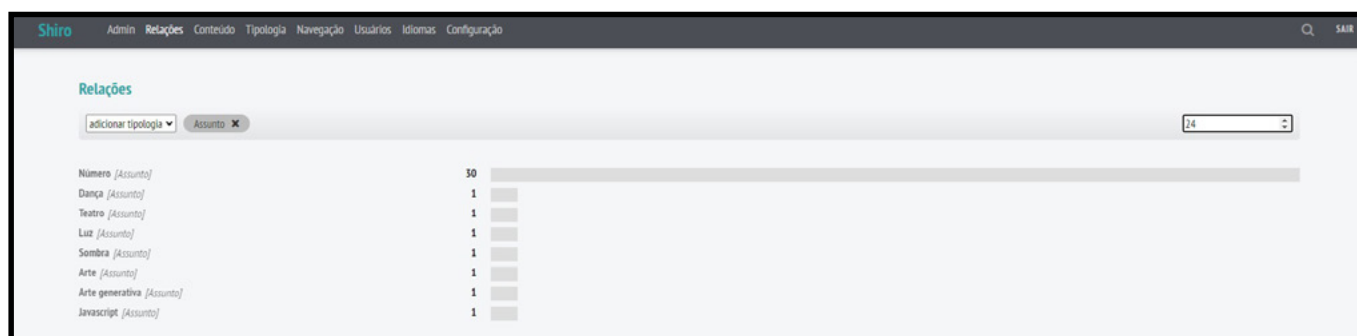 Shiro Admin Relações Conteúdo Tipologia Navegação Usuários Idiomas Configuração SAIR
Relações
adicionar tipologia Assunto ✖ 24
Número [Assunto] 30
Dança [Assunto] 1
Teatro [Assunto] 1
Luz [Assunto] 1
Sombra [Assunto] 1
Arte [Assunto] 1
Arte generativa [Assunto] 1
Javascript [Assunto] 1